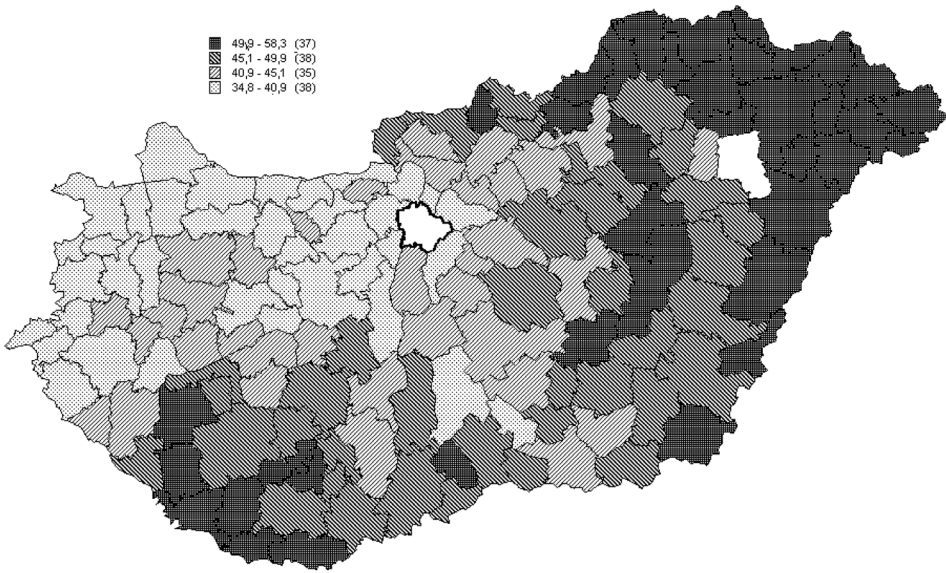 49,9 - 58,3 (37)
45,1 - 49,9 (38)
40,9 - 45,1 (35)
34,8 - 40,9 (38)